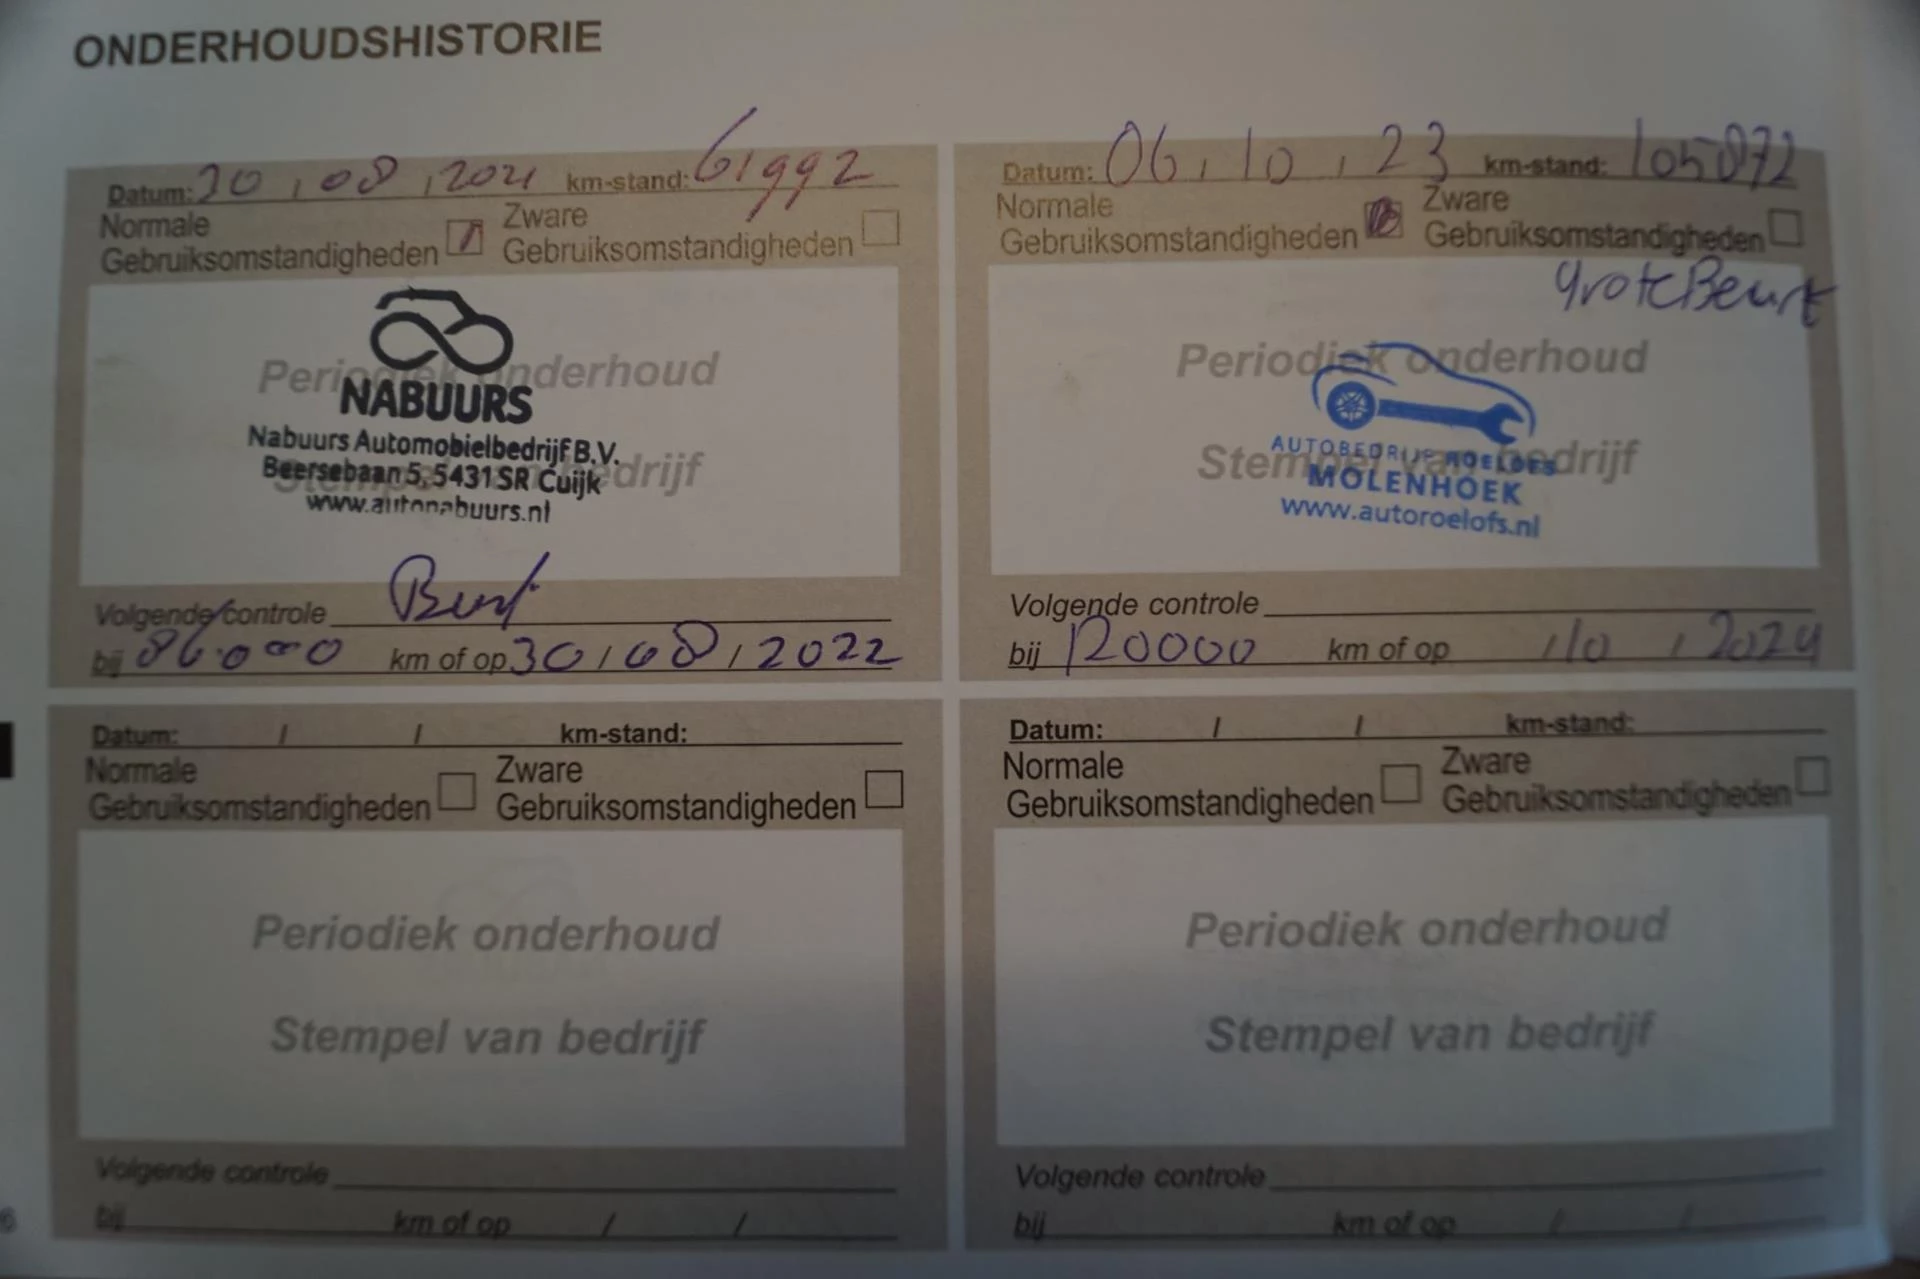 ONDERHOUDSHISTORIE
Datum: 30 / 08 / 2021 km-stand: 61992
Normale Gebruiksomstandigheden Zware Gebruiksomstandigheden
Periodiek onderhoud
NABUURS
Nabuurs Automobielbedrijf B.V.
Beersebaan 5, 5431 SR Cuijk
Stempel van bedrijf
www.autonabuurs.nl
Volgende controle Beurt
bij 86.000 km of op 30 / 08 / 2022
Datum: 06 / 10 / 23 km-stand: 105872
Normale Gebruiksomstandigheden Zware Gebruiksomstandigheden
Grote Beurt
Periodiek onderhoud
AUTOBEDRIJF ROELOFS
Stempel van bedrijf
MOLENHOEK
www.autoroelofs.nl
Volgende controle
bij 120000 km of op / 10 / 2024
Datum: / / km-stand:
Normale Gebruiksomstandigheden Zware Gebruiksomstandigheden
Periodiek onderhoud
Stempel van bedrijf
Volgende controle
bij km of op / /
Datum: / / km-stand:
Normale Gebruiksomstandigheden Zware Gebruiksomstandigheden
Periodiek onderhoud
Stempel van bedrijf
Volgende controle
bij km of op / /
6